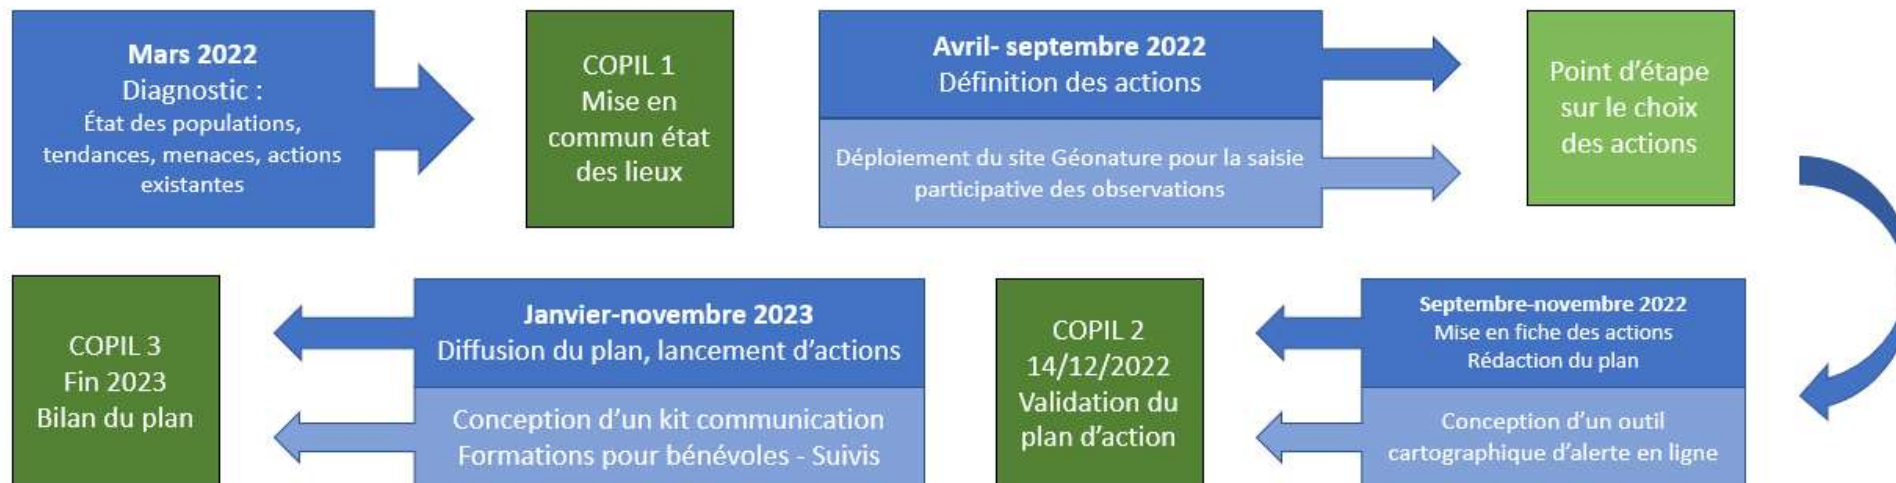 Mars 2022
Diagnostic :
État des populations,
tendances, menaces, actions
existantes
COPIL 1
Mise en
commun état
des lieux
Avril- septembre 2022
Définition des actions
Déploiement du site Géonature pour la saisie
participative des observations
Point d’étape
sur le choix
des actions
Septembre-novembre 2022
Mise en fiche des actions
Rédaction du plan
Conception d’un outil
cartographique d’alerte en ligne
COPIL 2
14/12/2022
Validation du
plan d’action
Janvier-novembre 2023
Diffusion du plan, lancement d’actions
Conception d’un kit communication
Formations pour bénévoles - Suivis
COPIL 3
Fin 2023
Bilan du plan